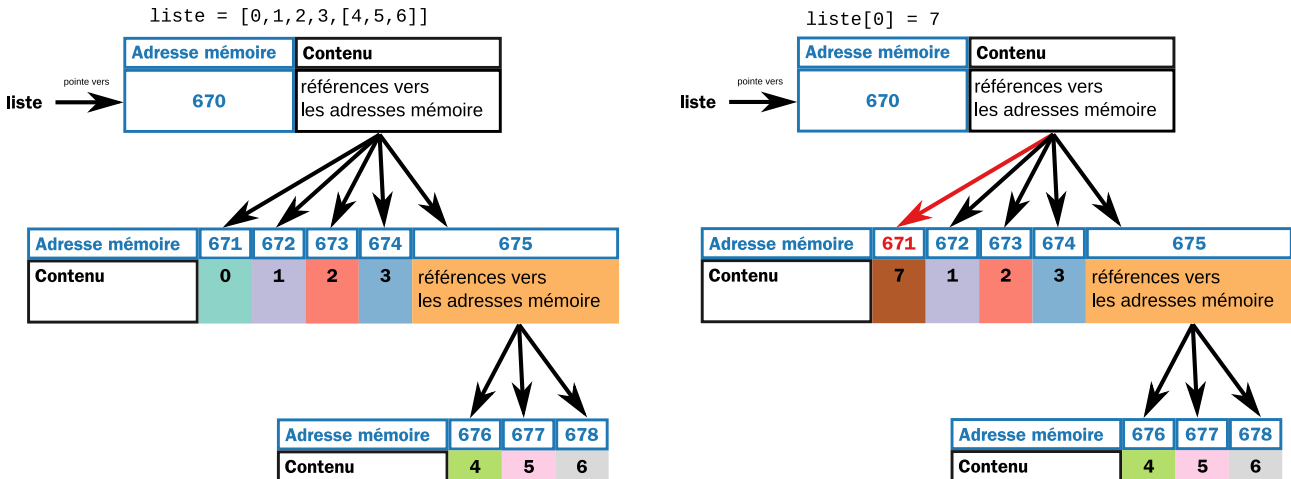 liste = [0,1,2,3,[4,5,6]]
Adresse mémoire Contenu
pointe vers
liste 670 références vers
les adresses mémoire
Adresse mémoire 671 672 673 674 675
Contenu 0 1 2 3 références vers
les adresses mémoire
Adresse mémoire 676 677 678
Contenu 4 5 6
liste[0] = 7
Adresse mémoire Contenu
pointe vers
liste 670 références vers
les adresses mémoire
Adresse mémoire 671 672 673 674 675
Contenu 7 1 2 3 références vers
les adresses mémoire
Adresse mémoire 676 677 678
Contenu 4 5 6